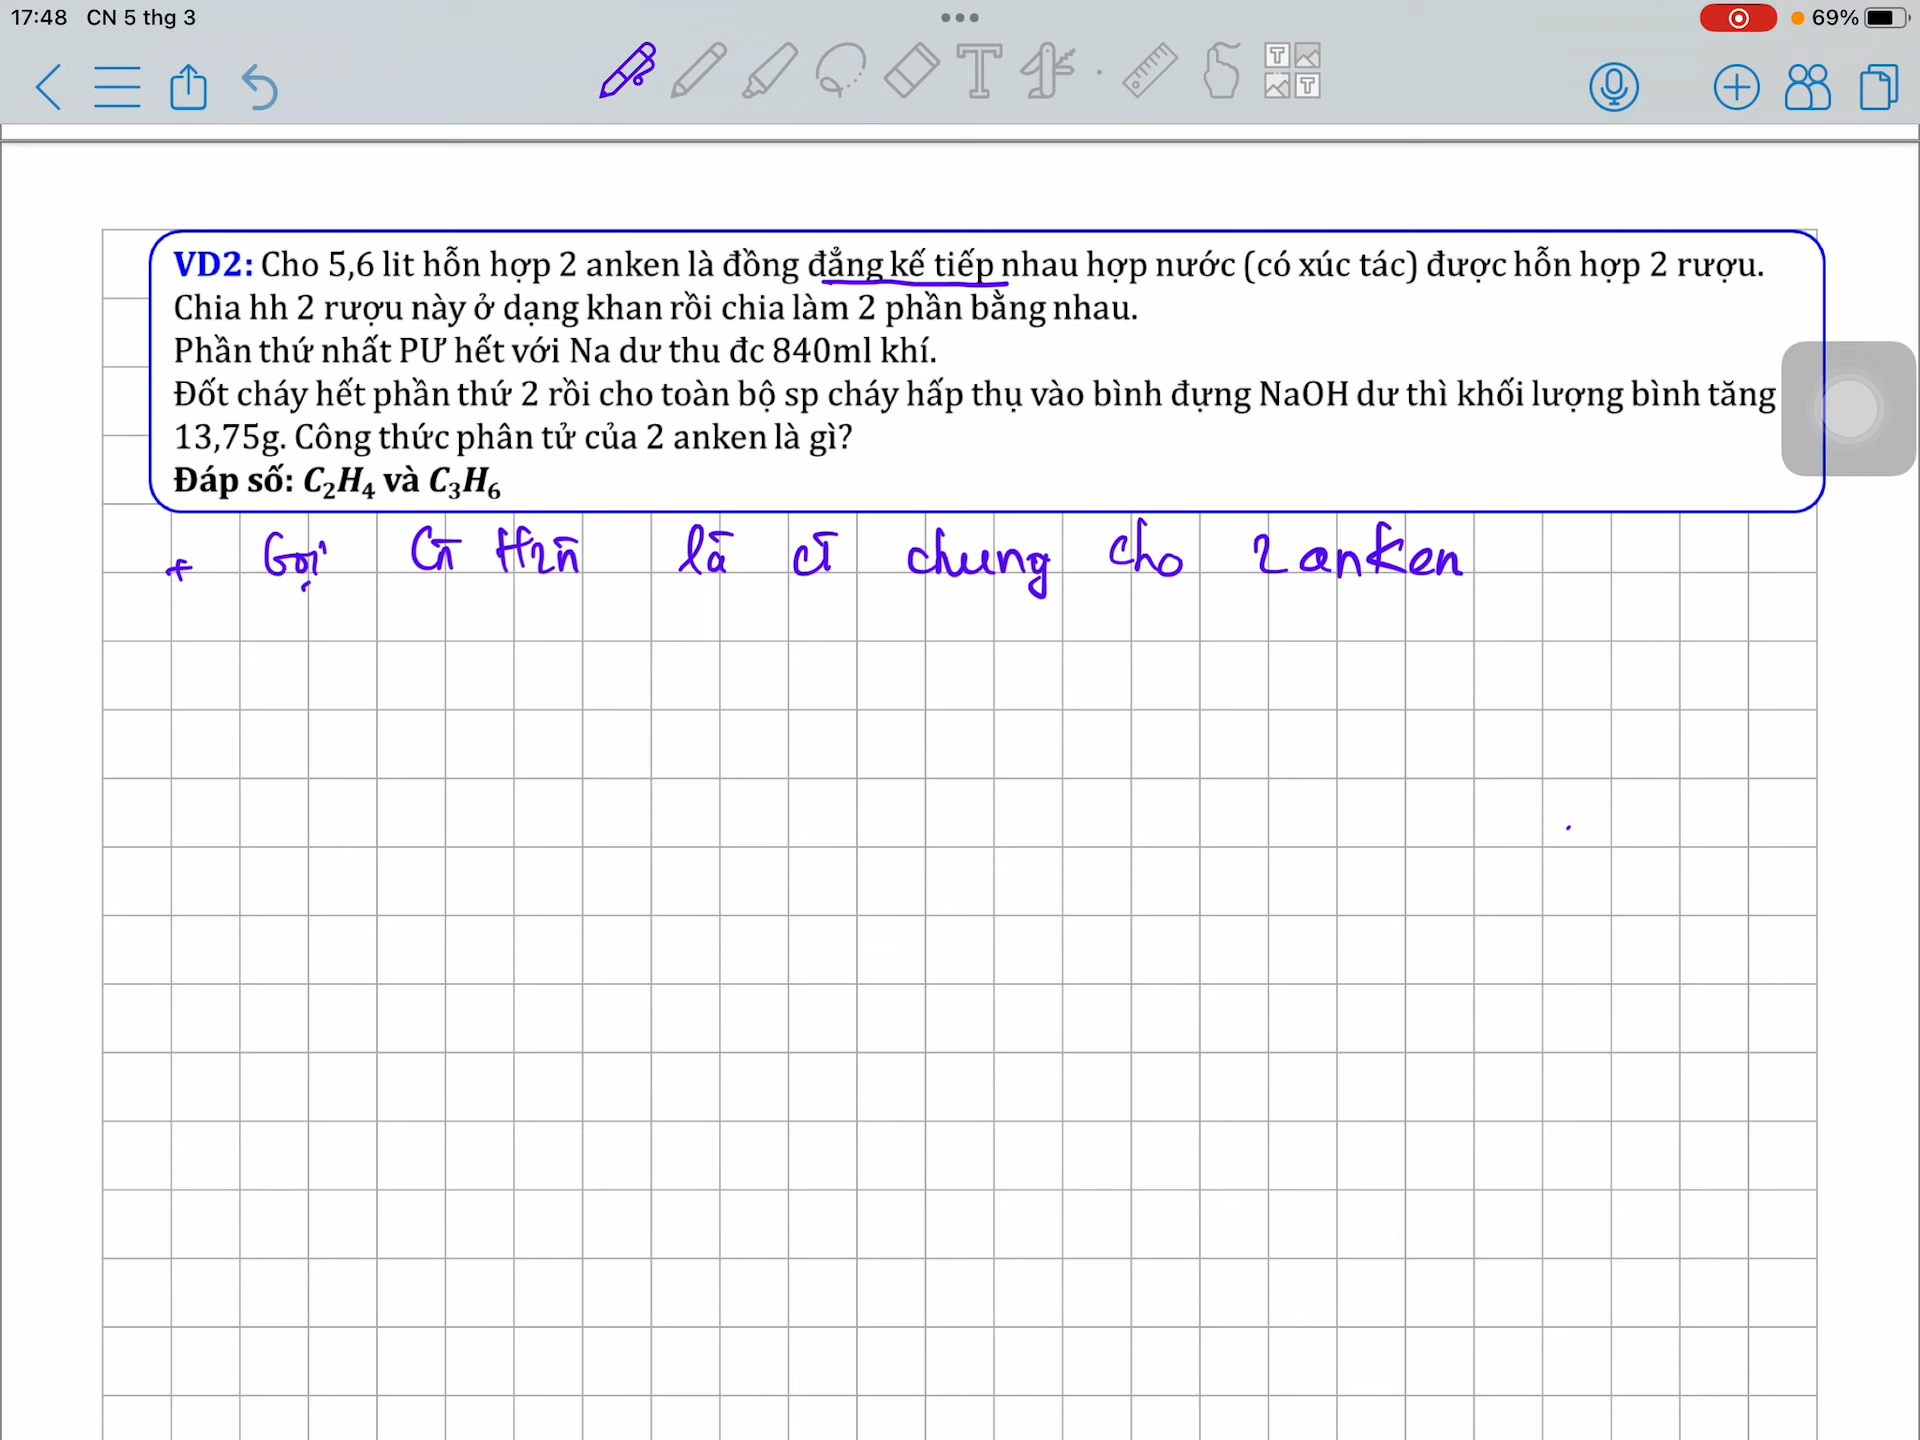 17:48 CN 5 thg 3
69%
VD2: Cho 5,6 lit hỗn hợp 2 anken là đồng đẳng kế tiếp nhau hợp nước (có xúc tác) được hỗn hợp 2 rượu.
Chia hh 2 rượu này ở dạng khan rồi chia làm 2 phần bằng nhau.
Phần thứ nhất PƯ hết với Na dư thu đc 840ml khí.
Đốt cháy hết phần thứ 2 rồi cho toàn bộ sp cháy hấp thụ vào bình đựng NaOH dư thì khối lượng bình tăng
13,75g. Công thức phân tử của 2 anken là gì?
Đáp số: C₂H₄ và C₃H₆
+ Gọi Cn̄ H2n̄ là CT chung cho 2 anken